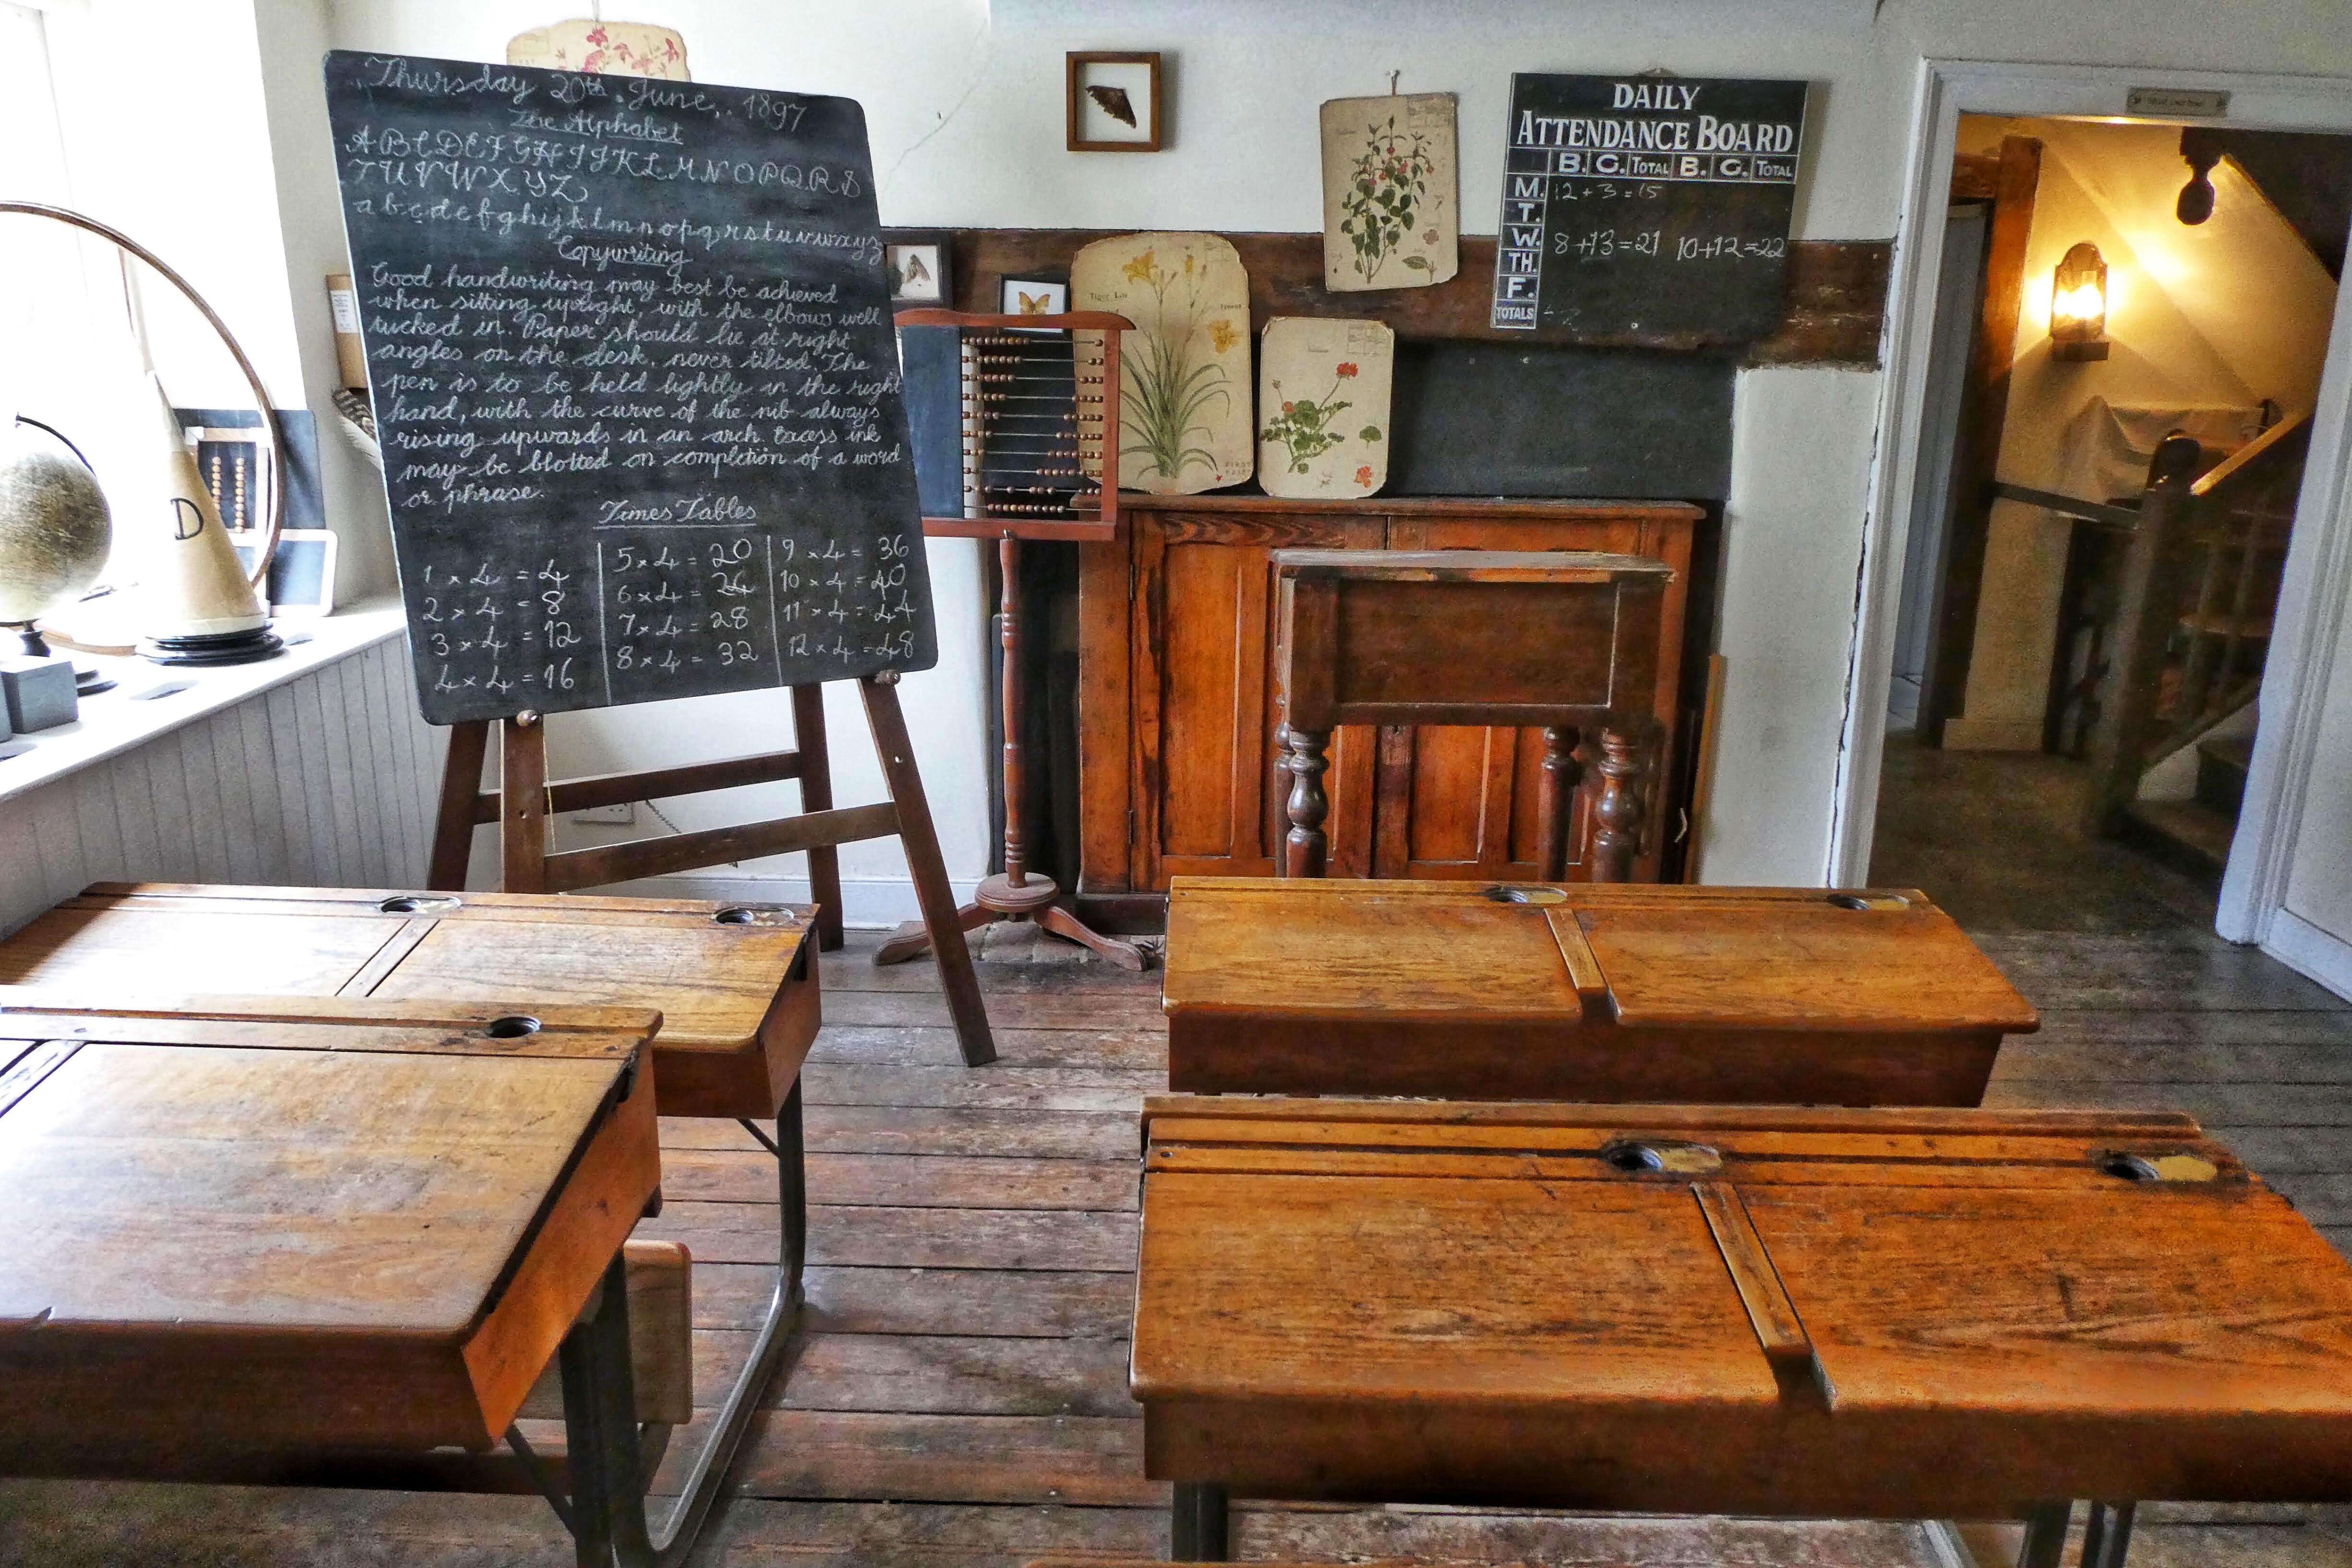 Thursday 20th June, 1897
The Alphabet
A B C D E F G H I J K L M N O P Q R S
T U V W X Y Z
a b c d e f g h i j k l m n o p q r s t u v w x y z
Copywriting
Good handwriting may best be achieved
when sitting upright, with the elbows well
tucked in. Paper should lie at right
angles on the desk, never tilted. The
pen is to be held lightly in the right
hand, with the curve of the nib always
rising upwards in an arch. Excess ink
may be blotted on completion of a word
or phrase.
Times Tables
1 x 4 = 4
2 x 4 = 8
3 x 4 = 12
4 x 4 = 16
5 x 4 = 20
6 x 4 = 24
7 x 4 = 28
8 x 4 = 32
9 x 4 = 36
10 x 4 = 40
11 x 4 = 44
12 x 4 = 48
D
Tiger Lily
DAILY
ATTENDANCE BOARD
B. G. TOTAL B. G. TOTAL
M. 12 + 3 = 15
T.
W. 8 + 13 = 21 10 + 12 = 22
TH.
F.
TOTALS